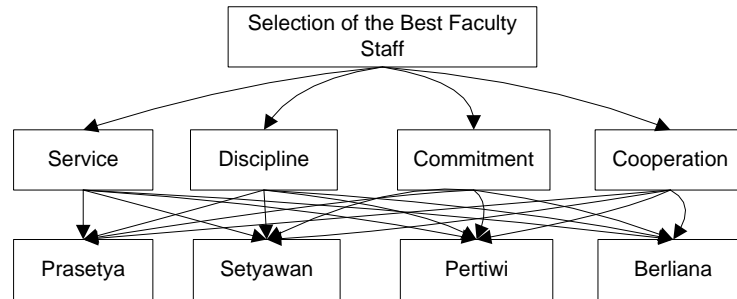 Selection of the Best Faculty
Staff
Service
Discipline
Commitment
Cooperation
Prasetya
Setyawan
Pertiwi
Berliana